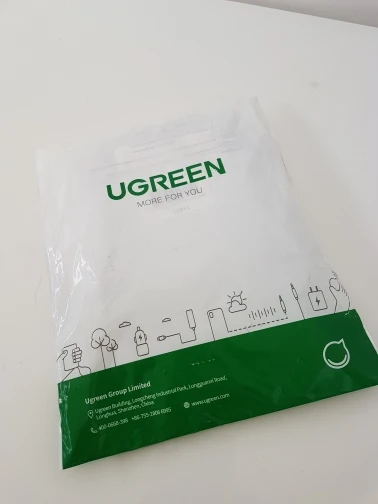 UGREEN
MORE FOR YOU
Ugreen Group Limited
Ugreen Building, Longcheng Industrial Park, Longguanxi Road,
Longhua, Shenzhen, China
www.ugreen.com